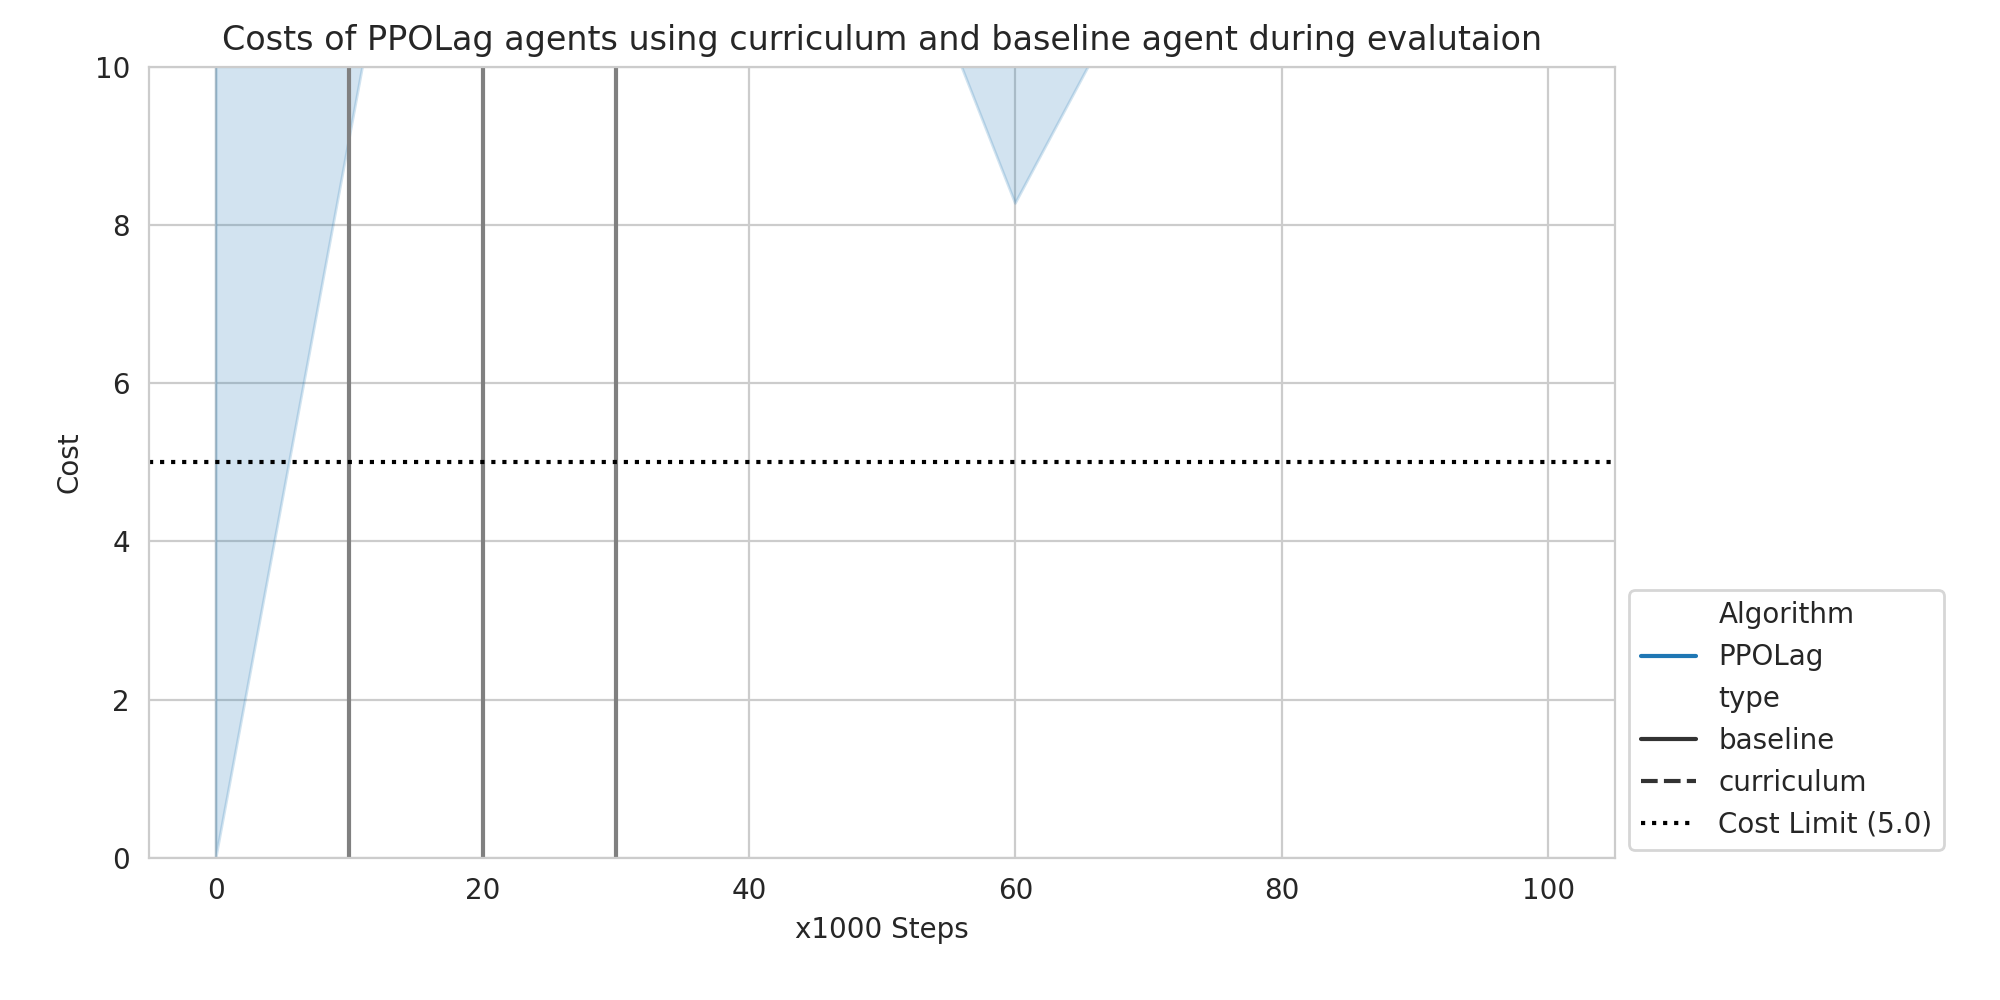 Costs of PPOLag agents using curriculum and baseline agent during evalutaion
10
8
6
4
2
0
Cost
0 20 40 60 80 100
x1000 Steps
Algorithm
PPOLag
type
baseline
curriculum
Cost Limit (5.0)